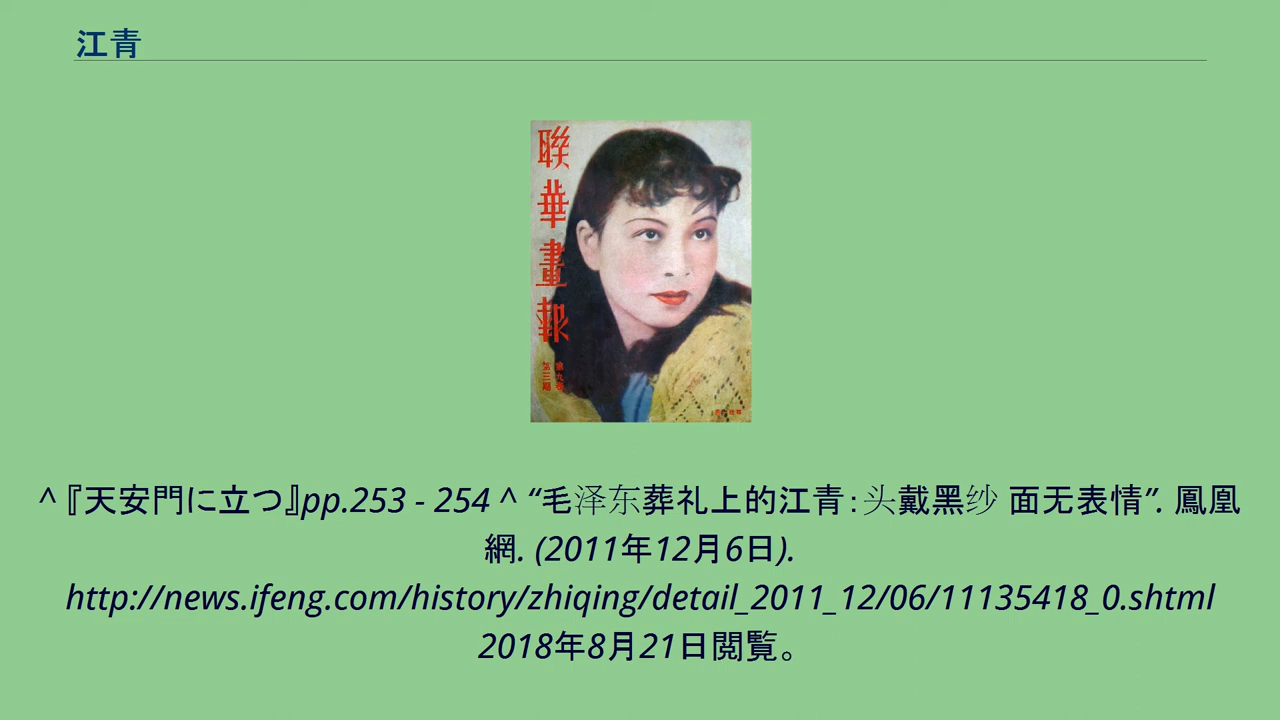 江青
聯華畫報
第三期
^『天安門に立つ』pp.253 - 254 ^ “毛泽东葬礼上的江青：头戴黑纱 面无表情”. 鳳凰
網. (2011年12月6日).
http://news.ifeng.com/history/zhiqing/detail_2011_12/06/11135418_0.shtml
2018年8月21日閲覧。